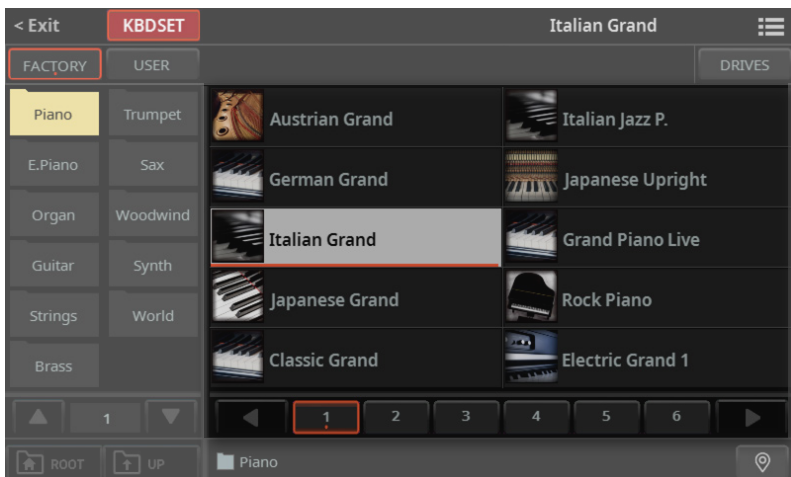 < Exit KBDSET Italian Grand
FACTORY USER DRIVES
Piano Trumpet
E.Piano Sax
Organ Woodwind
Guitar Synth
Strings World
Brass
1
ROOT UP
Austrian Grand Italian Jazz P.
German Grand Japanese Upright
Italian Grand Grand Piano Live
Japanese Grand Rock Piano
Classic Grand Electric Grand 1
1 2 3 4 5 6
Piano